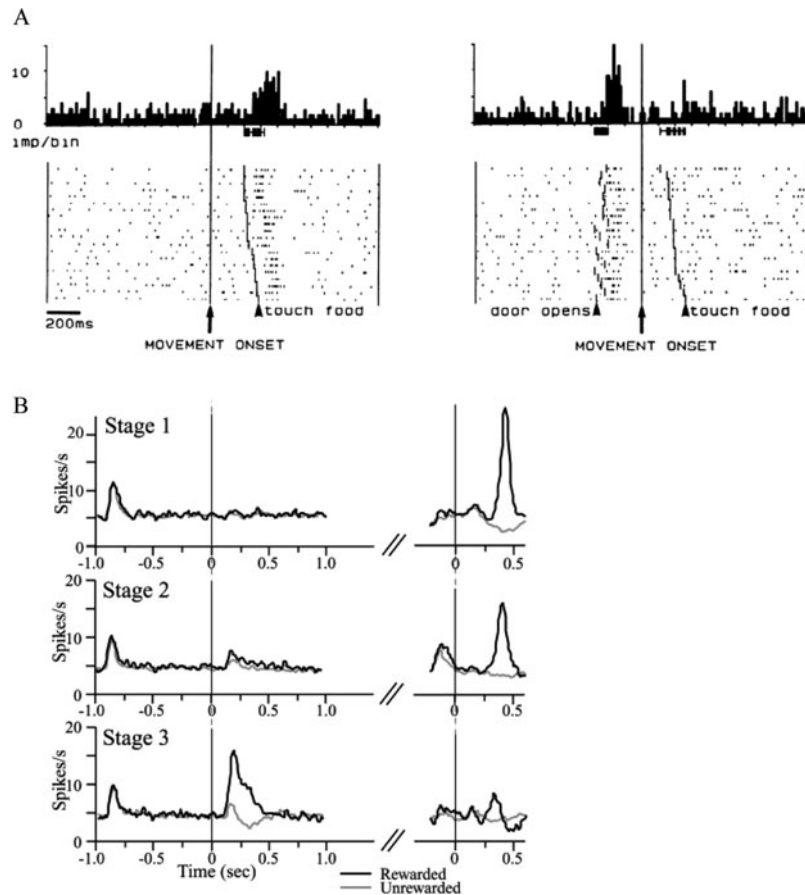 A
10
0
imp/bin
touch food
200ms
MOVEMENT ONSET
door opens
touch food
MOVEMENT ONSET
B
Stage 1
Spikes/s
20
10
5
0
-1.0 -0.5 0 0.5 1.0 0 0.5
Stage 2
Spikes/s
20
10
5
0
-1.0 -0.5 0 0.5 1.0 0 0.5
Stage 3
Spikes/s
20
10
5
0
-1.0 -0.5 0 0.5 1.0 0 0.5
Time (sec)
Rewarded
Unrewarded